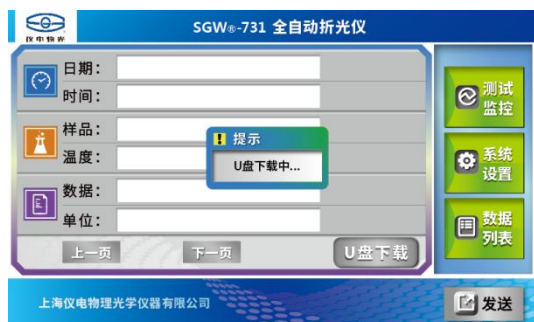 仪电物光
SGW®-731 全自动折光仪
日期：
时间：
样品：
温度：
数据：
单位：
! 提示
U盘下载中...
上一页
下一页
U盘下载
测试
监控
系统
设置
数据
列表
上海仪电物理光学仪器有限公司
发送